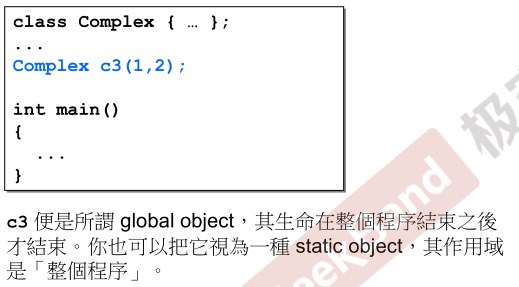 class Complex { … };
...
Complex c3(1,2);
int main()
{
...
}
c3 便是所謂 global object，其生命在整個程序結束之後
才結束。你也可以把它視為一種 static object，其作用域
是「整個程序」。
GeekBand 极